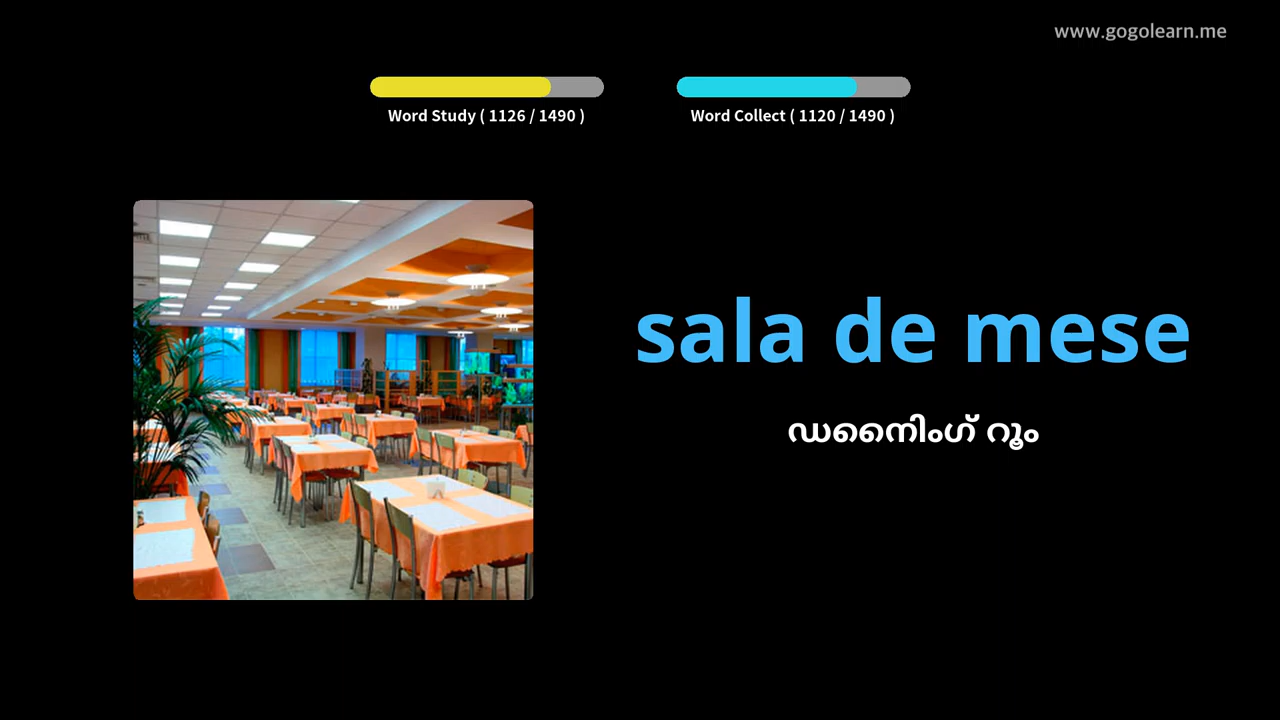 www.gogolearn.me
Word Study ( 1126 / 1490 )
Word Collect ( 1120 / 1490 )
sala de mese
ഡൈനിംഗ് റൂം